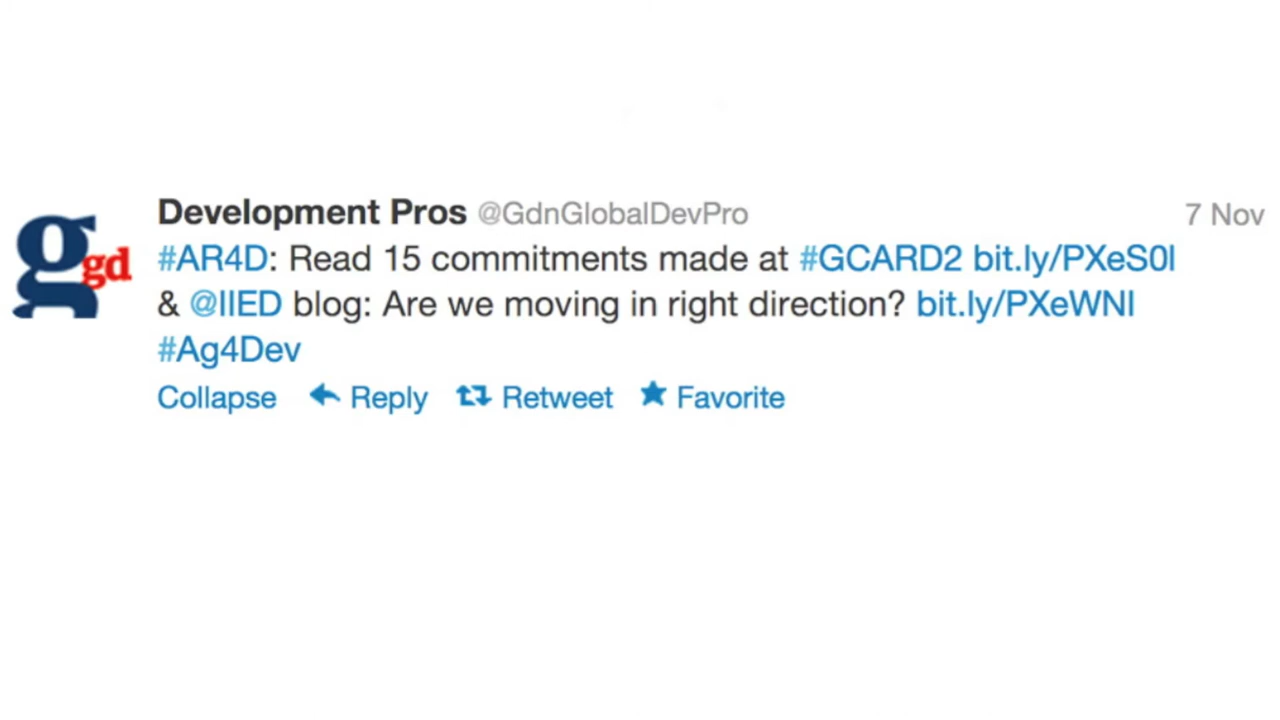 Development Pros @GdnGlobalDevPro 7 Nov
g gd
#AR4D: Read 15 commitments made at #GCARD2 bit.ly/PXeS0l
& @IIED blog: Are we moving in right direction? bit.ly/PXeWNl
#Ag4Dev
Collapse Reply Retweet Favorite